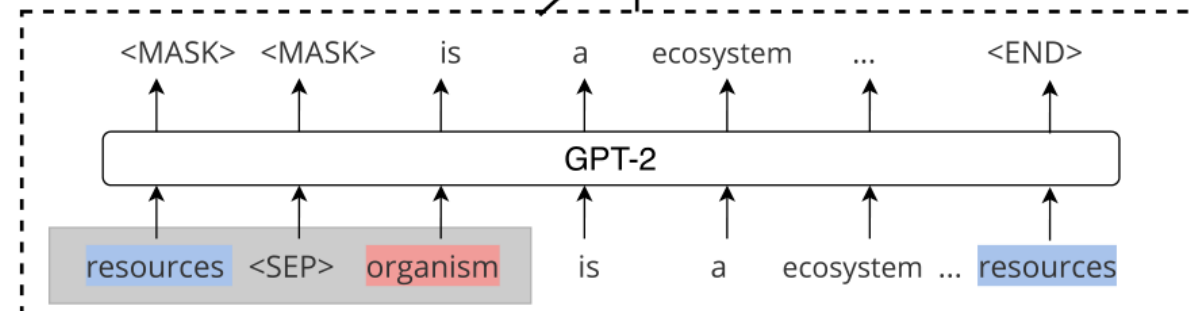 <MASK> <MASK> is a ecosystem ... <END>
GPT-2
resources <SEP> organism is a ecosystem ... resources